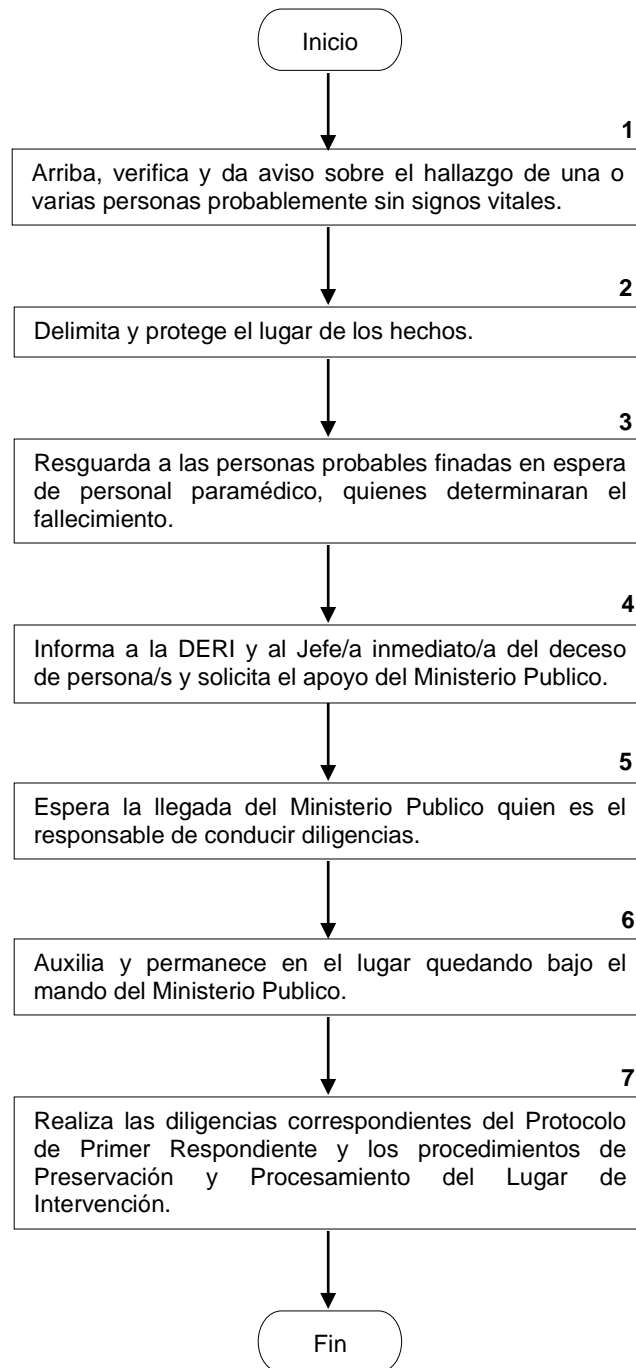 Inicio
1
Arriba, verifica y da aviso sobre el hallazgo de una o
varias personas probablemente sin signos vitales.
2
Delimita y protege el lugar de los hechos.
3
Resguarda a las personas probables finadas en espera
de personal paramédico, quienes determinaran el
fallecimiento.
4
Informa a la DERI y al Jefe/a inmediato/a del deceso
de persona/s y solicita el apoyo del Ministerio Publico.
5
Espera la llegada del Ministerio Publico quien es el
responsable de conducir diligencias.
6
Auxilia y permanece en el lugar quedando bajo el
mando del Ministerio Publico.
7
Realiza las diligencias correspondientes del Protocolo
de Primer Respondiente y los procedimientos de
Preservación y Procesamiento del Lugar de
Intervención.
Fin